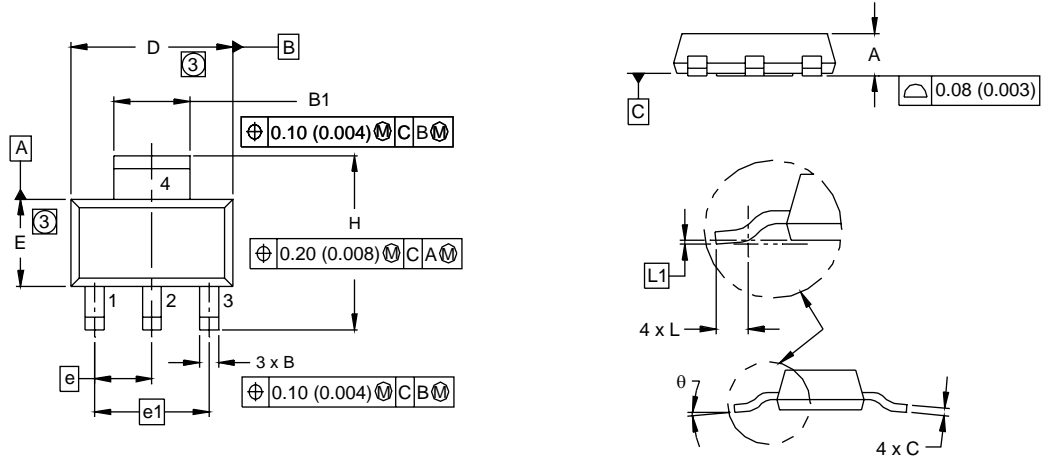 D
③
B
B1
⌖ 0.10 (0.004) Ⓜ C B Ⓜ
A
4
H
E
③
⌖ 0.20 (0.008) Ⓜ C A Ⓜ
1
2
3
3 x B
e
e1
⌖ 0.10 (0.004) Ⓜ C B Ⓜ
A
C
⌓ 0.08 (0.003)
L1
4 x L
θ
4 x C